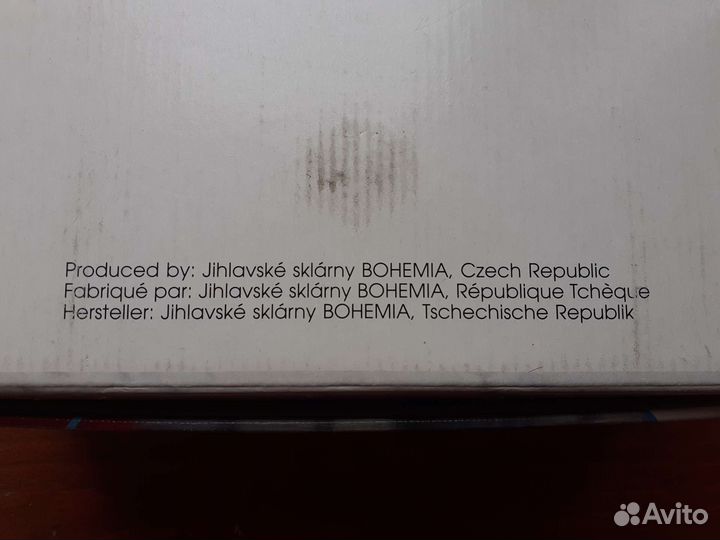 Produced by: Jihlavské sklárny BOHEMIA, Czech Republic
Fabriqué par: Jihlavské sklárny BOHEMIA, République Tchèque
Hersteller: Jihlavské sklárny BOHEMIA, Tschechische Republik
Avito